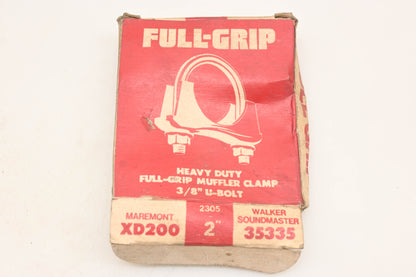 FULL-GRIP
HEAVY DUTY
FULL-GRIP MUFFLER CLAMP
3/8" U-BOLT
MAREMONT
XD200
2305
2"
WALKER
SOUNDMASTER
35335